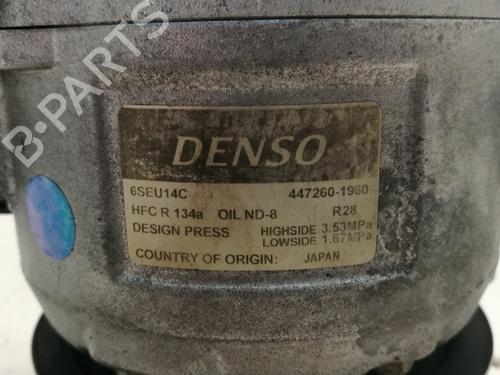 B-PARTS
DENSO
6SEU14C 447260-1960
HFC R 134a OIL ND-8 R28
DESIGN PRESS HIGHSIDE 3.53MPa
LOWSIDE 1.67MPa
COUNTRY OF ORIGIN: JAPAN